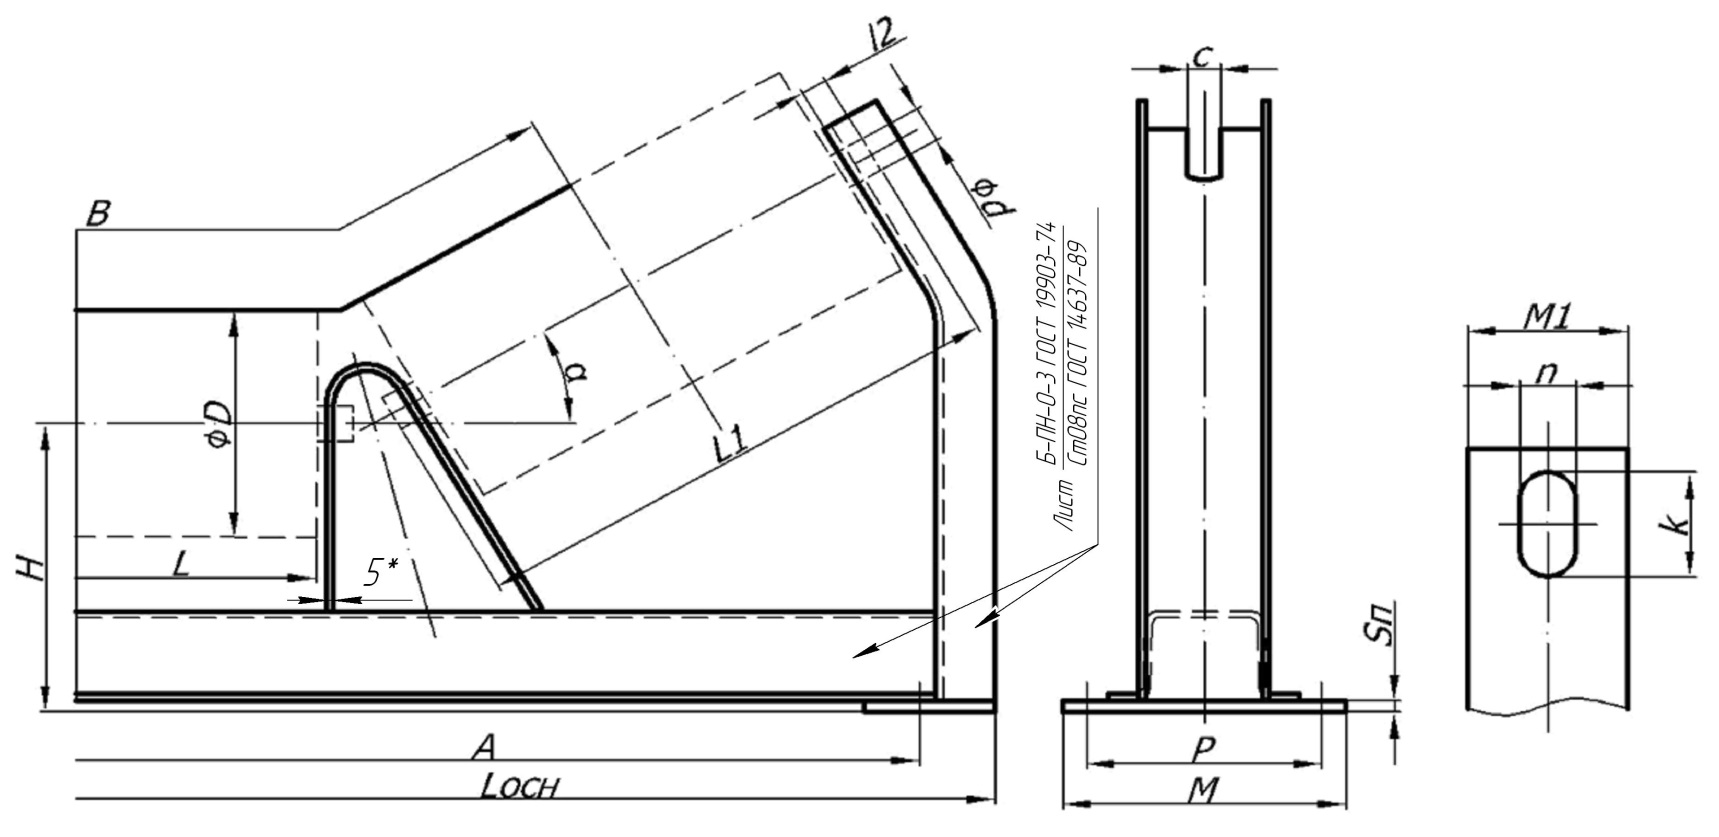 l2
c
B
ϕd
Лист Б-ПН-О-3 ГОСТ 19903-74
Ст08пс ГОСТ 14637-89
M1
n
α
ϕD
L1
k
H
L
5*
Sп
A
P
Lосн
M